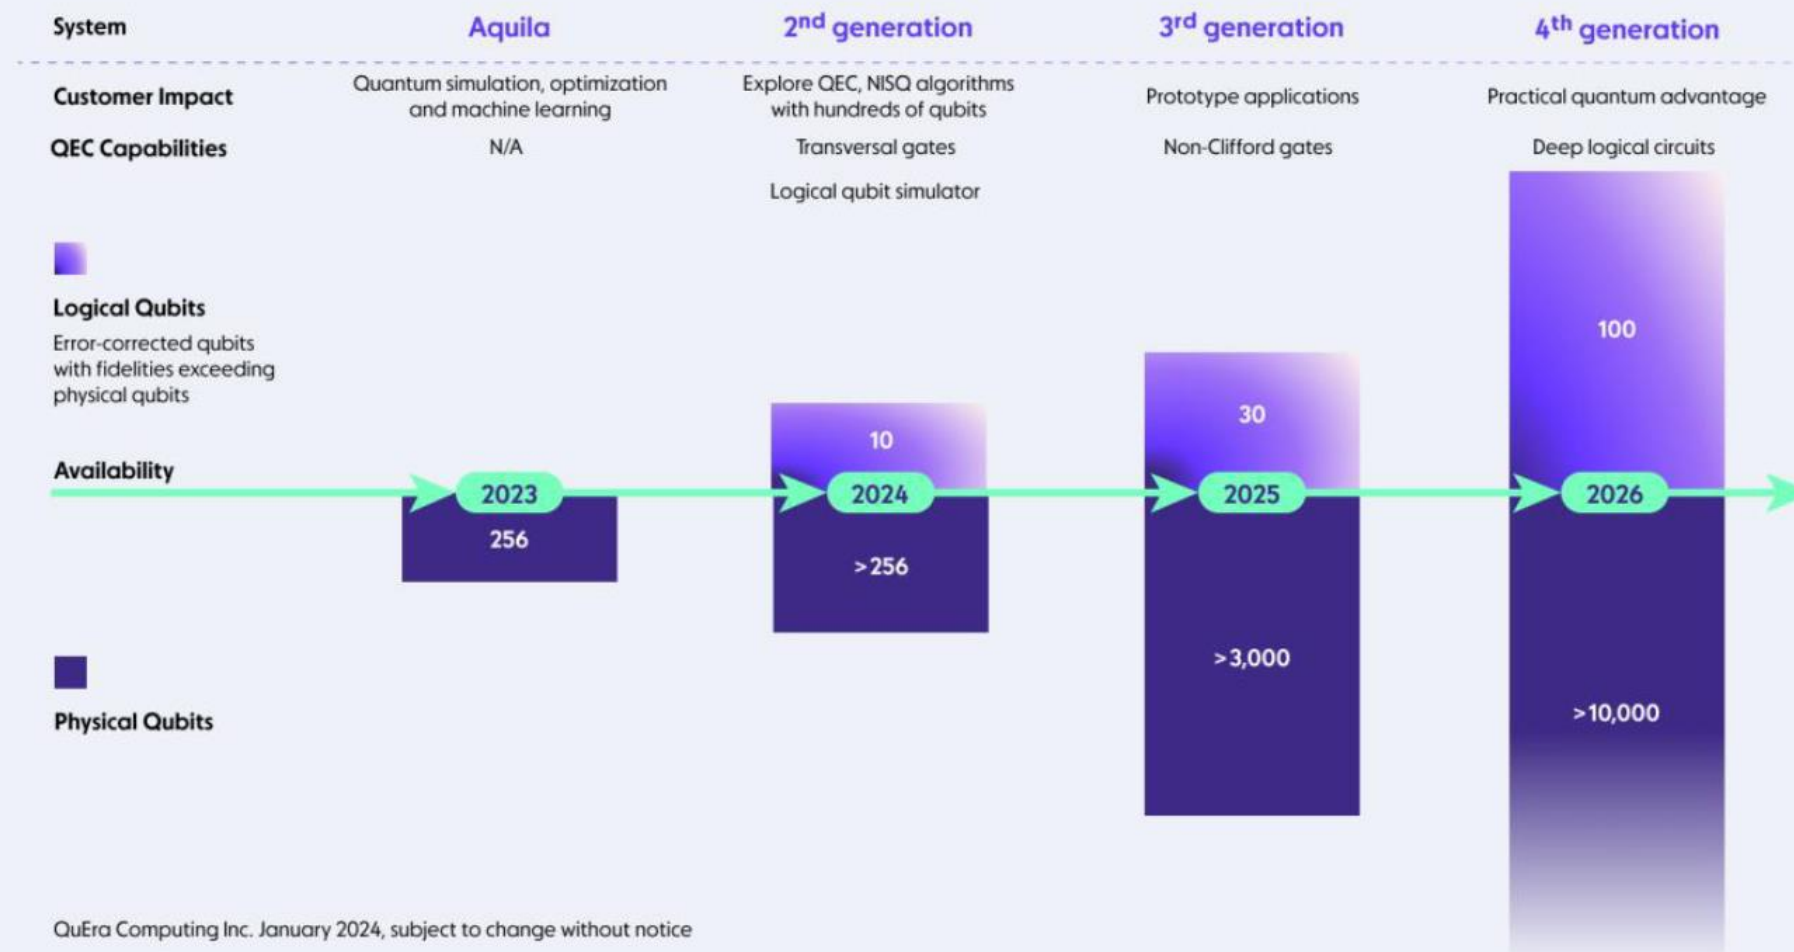 System Aquila 2nd generation 3rd generation 4th generation
Customer Impact
Quantum simulation, optimization
and machine learning
Explore QEC, NISQ algorithms
with hundreds of qubits
Prototype applications
Practical quantum advantage
QEC Capabilities N/A Transversal gates Non-Clifford gates Deep logical circuits
Logical qubit simulator
Logical Qubits
Error-corrected qubits
with fidelities exceeding
physical qubits
100
30
10
Availability
2023 2024 2025 2026
256
>256
>3,000
>10,000
Physical Qubits
QuEra Computing Inc. January 2024, subject to change without notice